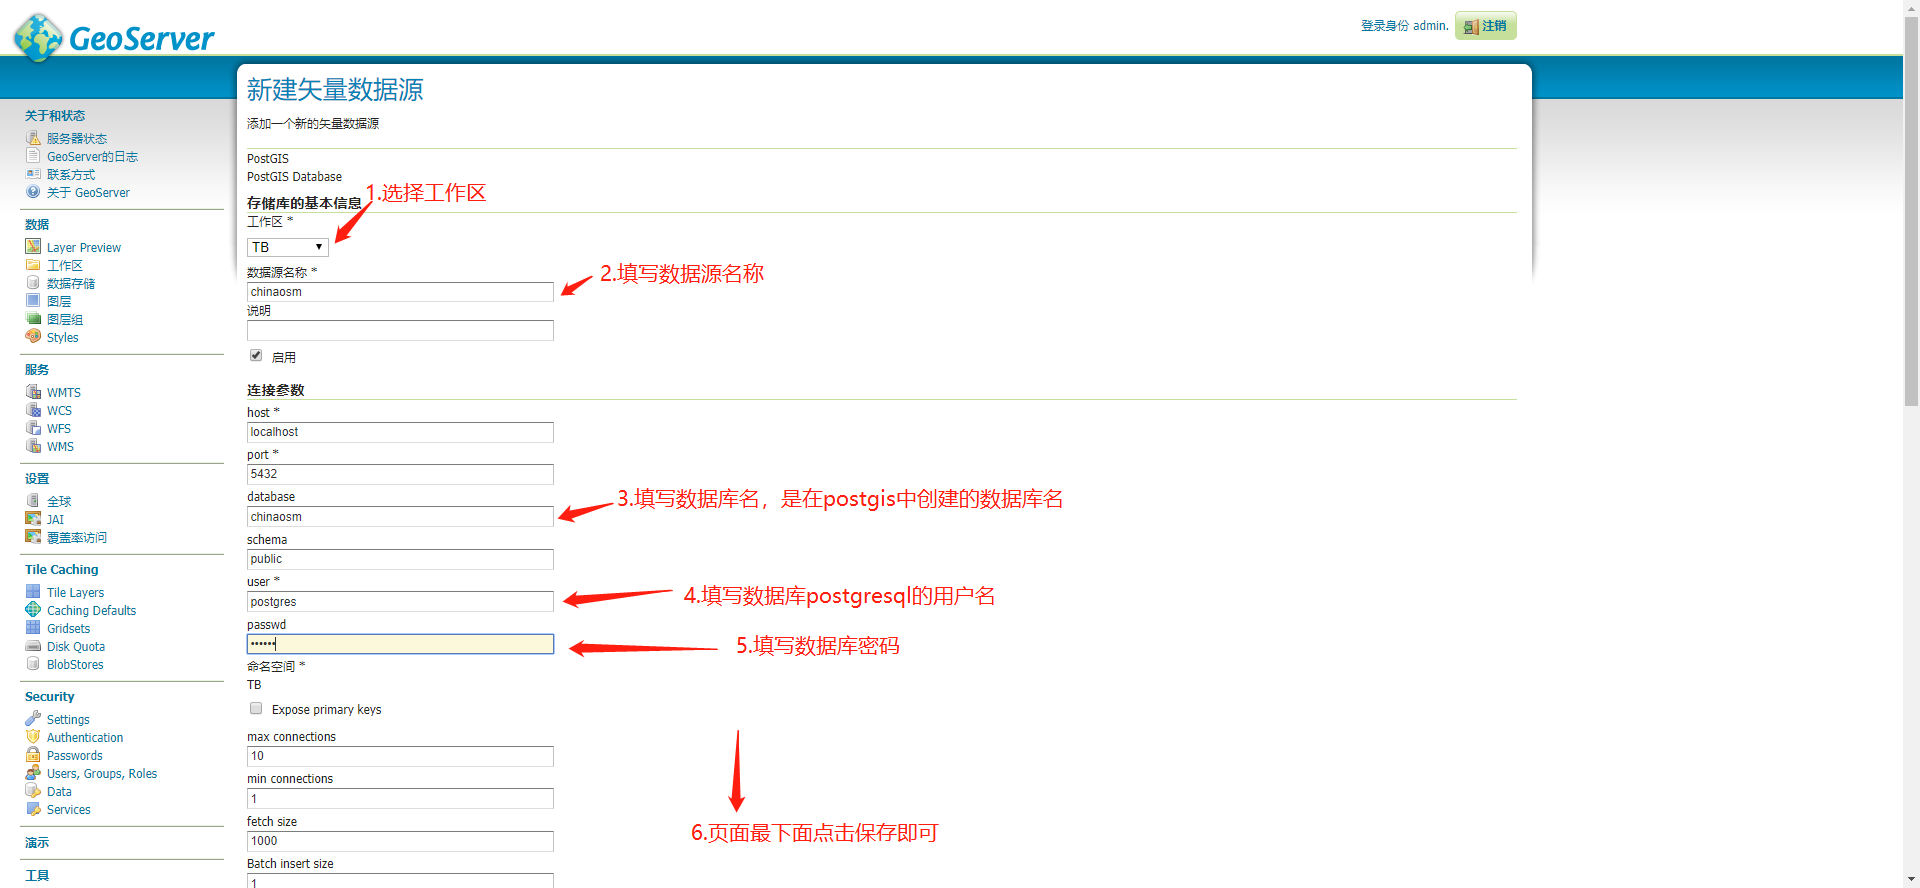 GeoServer
登录身份 admin.
注销
关于和状态
服务器状态
GeoServer的日志
联系方式
关于 GeoServer
数据
Layer Preview
工作区
数据存储
图层
图层组
Styles
服务
WMTS
WCS
WFS
WMS
设置
全球
JAI
覆盖率访问
Tile Caching
Tile Layers
Caching Defaults
Gridsets
Disk Quota
BlobStores
Security
Settings
Authentication
Passwords
Users, Groups, Roles
Data
Services
演示
工具
新建矢量数据源
添加一个新的矢量数据源
PostGIS
PostGIS Database
存储库的基本信息
1.选择工作区
工作区 *
TB
数据源名称 *
2.填写数据源名称
chinaosm
说明
启用
连接参数
host *
localhost
port *
5432
database
3.填写数据库名，是在postgis中创建的数据库名
chinaosm
schema
public
user *
4.填写数据库postgresql的用户名
postgres
passwd
••••••
5.填写数据库密码
命名空间 *
TB
Expose primary keys
max connections
10
min connections
1
fetch size
1000
6.页面最下面点击保存即可
Batch insert size
1